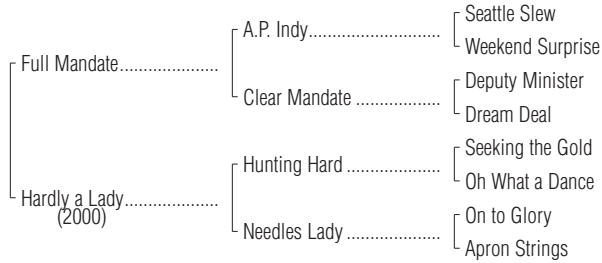 Seattle Slew
A.P. Indy..............................
Weekend Surprise
Full Mandate.......................
Deputy Minister
Clear Mandate ....................
Dream Deal
Seeking the Gold
Hunting Hard ......................
Oh What a Dance
Hardly a Lady......................
(2000)
On to Glory
Needles Lady ......................
Apron Strings